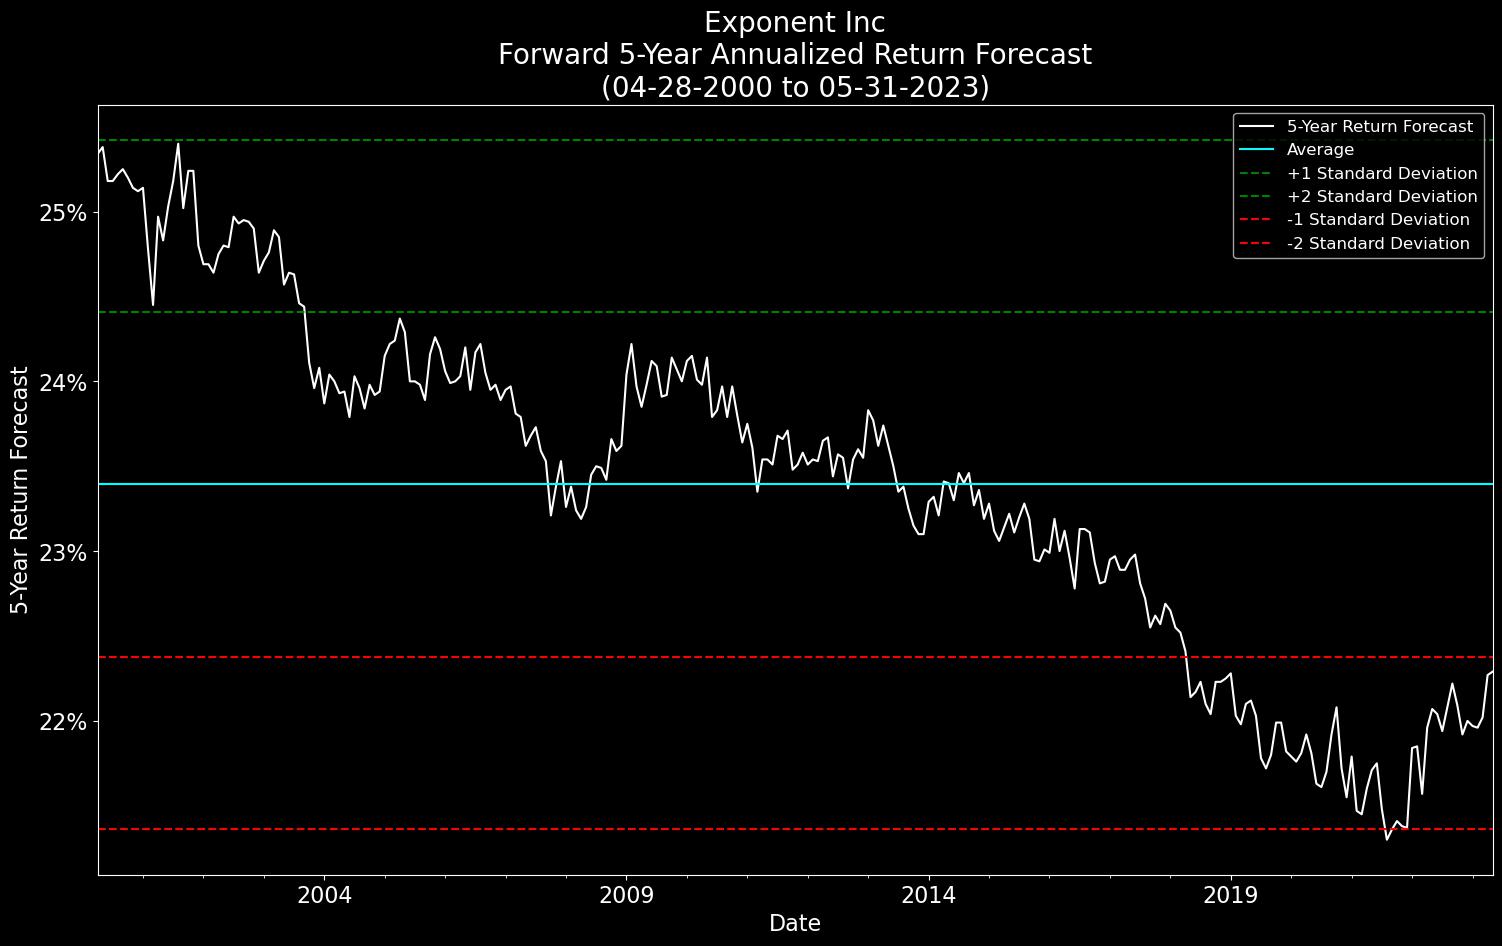 Exponent Inc
Forward 5-Year Annualized Return Forecast
(04-28-2000 to 05-31-2023)
5-Year Return Forecast
Average
+1 Standard Deviation
+2 Standard Deviation
-1 Standard Deviation
-2 Standard Deviation
25%
24%
23%
22%
5-Year Return Forecast
2004
2009
2014
2019
Date